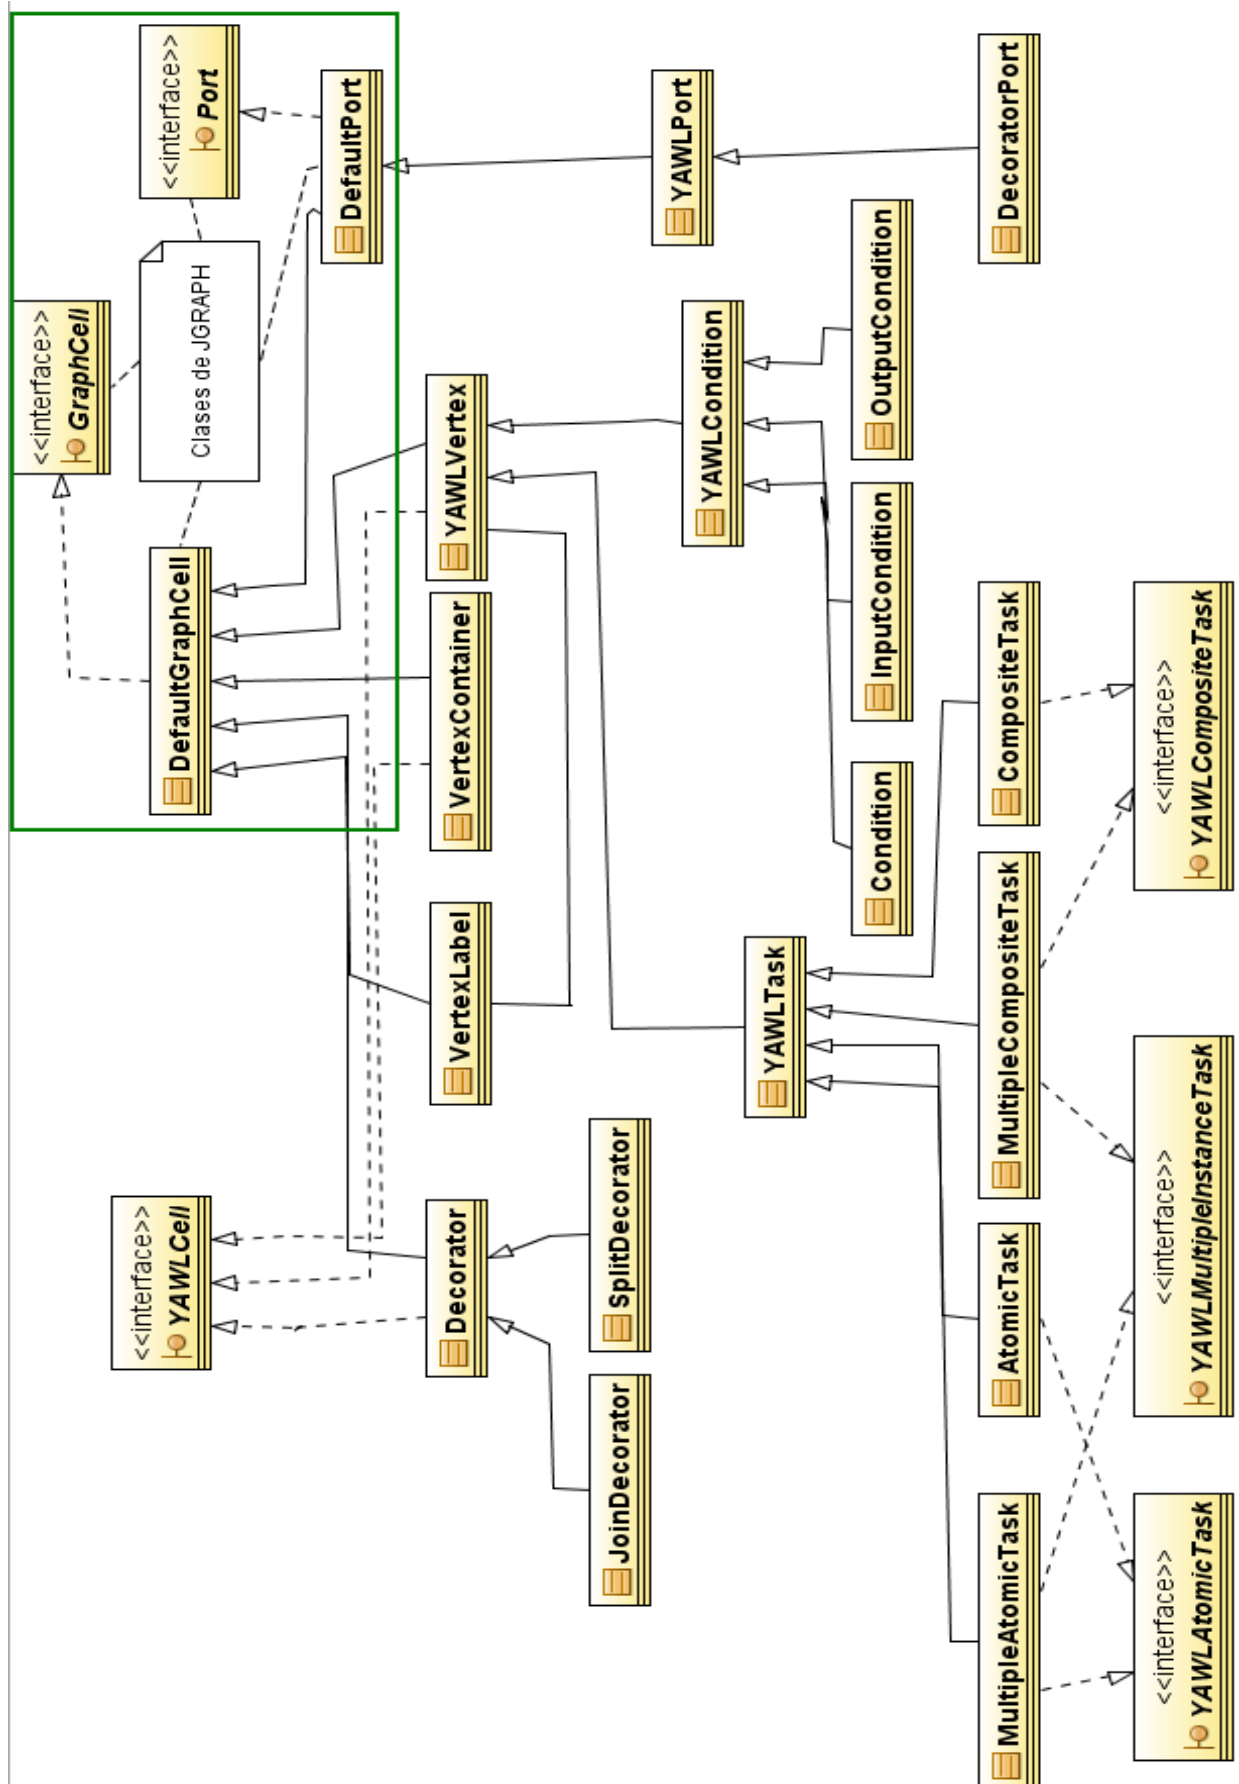 <<interface>>
YAWLCell
<<interface>>
GraphCell
<<interface>>
Port
Clases de JGRAPH
DefaultGraphCell
DefaultPort
Decorator
VertexLabel
VertexContainer
YAWLVertex
JoinDecorator
SplitDecorator
YAWLPort
YAWLCondition
YAWLTask
Condition
InputCondition
OutputCondition
MultipleAtomicTask
AtomicTask
MultipleCompositeTask
CompositeTask
DecoratorPort
<<interface>>
YAWLAtomicTask
<<interface>>
YAWLMultipleInstanceTask
<<interface>>
YAWLCompositeTask